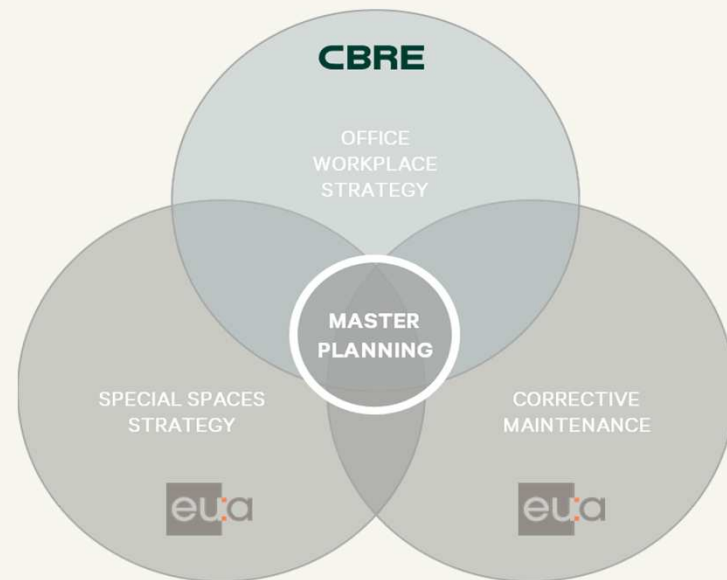 CBRE
OFFICE
WORKPLACE
STRATEGY
MASTER
PLANNING
SPECIAL SPACES
STRATEGY
CORRECTIVE
MAINTENANCE
eu:a
eu:a